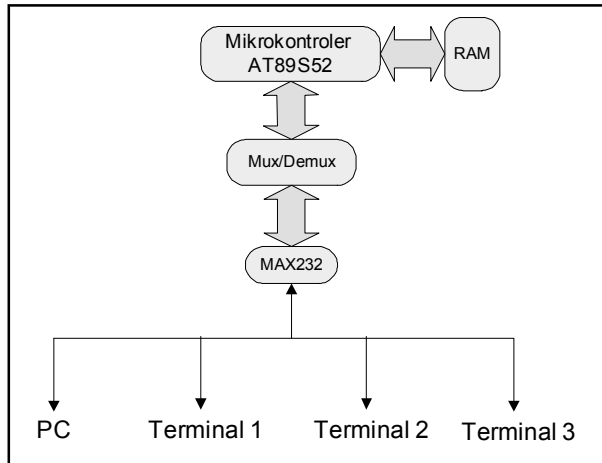 Mikrokontroler
AT89S52
RAM
Mux/Demux
MAX232
PC
Terminal 1
Terminal 2
Terminal 3